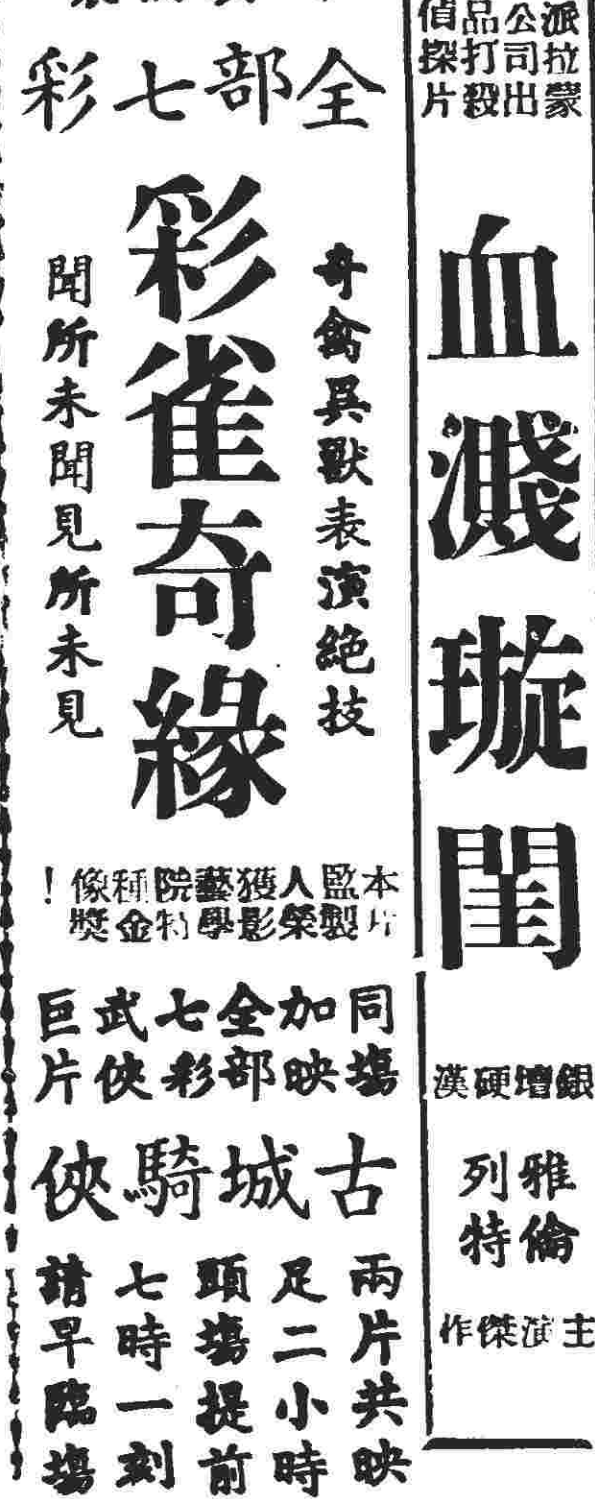 派拉蒙
公司出
品打殺
偵探片
血濺璇閨
銀壇硬漢
雅倫
列特
主演傑作
全部七彩
奇禽異獸表演絕技
彩雀奇緣
聞所未聞見所未見
本片
監製
人榮
獲影
藝學
院特
種金
像獎
！
同塲
加映
全部
七彩
武俠
巨片
古城騎俠
兩片共映
足二小時
頭塲提前
七時一刻
請早臨塲